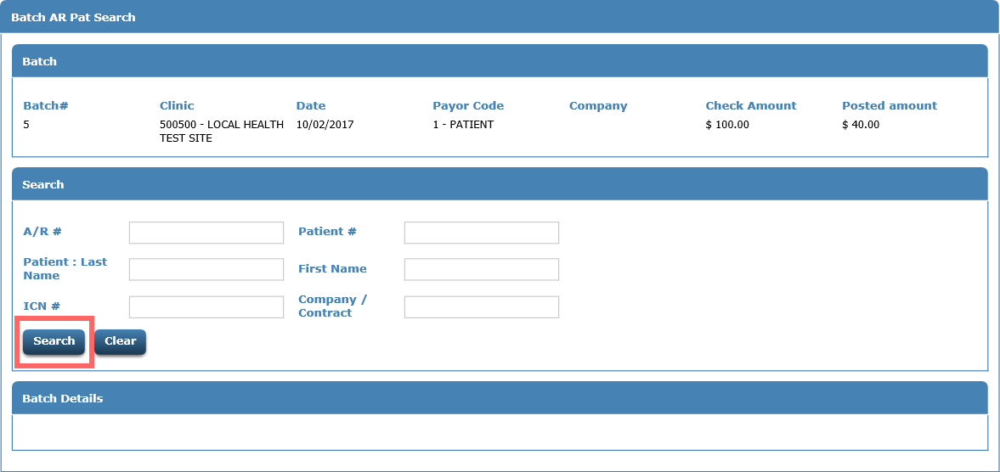 Batch AR Pat Search
Batch
Batch# Clinic Date Payor Code Company Check Amount Posted amount
5 500500 - LOCAL HEALTH 10/02/2017 1 - PATIENT $ 100.00 $ 40.00
TEST SITE
Search
A/R # Patient #
Patient : Last
Name First Name
ICN # Company /
Contract
Search Clear
Batch Details